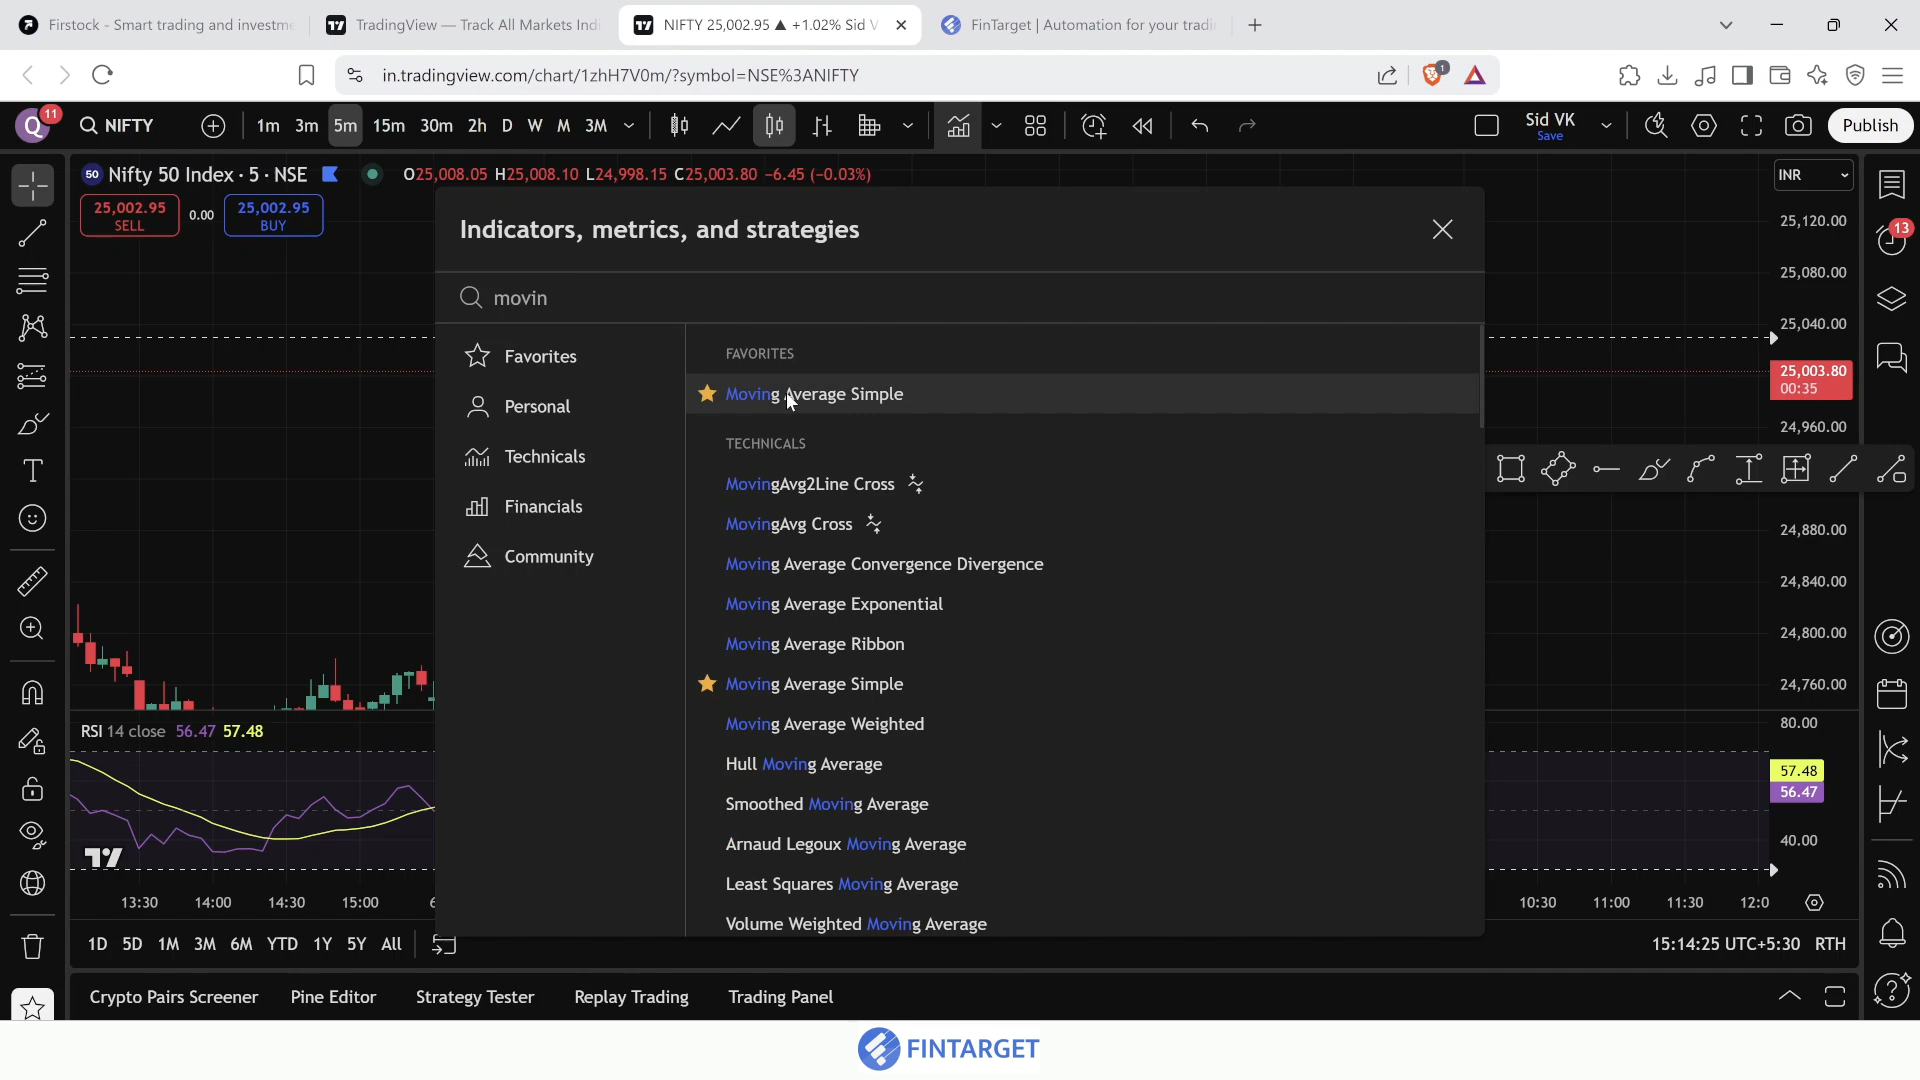 Firstock - Smart trading and investme
TradingView — Track All Markets Indi
NIFTY 25,002.95 ▲ +1.02% Sid V
FinTarget | Automation for your tradi
in.tradingview.com/chart/1zhH7V0m/?symbol=NSE%3ANIFTY
1
Q
11
NIFTY
1m 3m 5m 15m 30m 2h D W M 3M
Sid VK
Save
Publish
50 Nifty 50 Index · 5 · NSE
O25,008.05 H25,008.10 L24,998.15 C25,003.80 −6.45 (−0.03%)
INR
25,002.95
SELL
0.00
25,002.95
BUY
Indicators, metrics, and strategies
movin
Favorites
Personal
Technicals
Financials
Community
FAVORITES
Moving Average Simple
TECHNICALS
MovingAvg2Line Cross
MovingAvg Cross
Moving Average Convergence Divergence
Moving Average Exponential
Moving Average Ribbon
Moving Average Simple
Moving Average Weighted
Hull Moving Average
Smoothed Moving Average
Arnaud Legoux Moving Average
Least Squares Moving Average
Volume Weighted Moving Average
25,120.00
25,080.00
25,040.00
25,003.80
00:35
24,960.00
24,880.00
24,840.00
24,800.00
24,760.00
80.00
57.48
56.47
40.00
13
RSI 14 close 56.47 57.48
13:30 14:00 14:30 15:00
10:30 11:00 11:30 12:0
1D 5D 1M 3M 6M YTD 1Y 5Y All
15:14:25 UTC+5:30 RTH
Crypto Pairs Screener Pine Editor Strategy Tester Replay Trading Trading Panel
FINTARGET